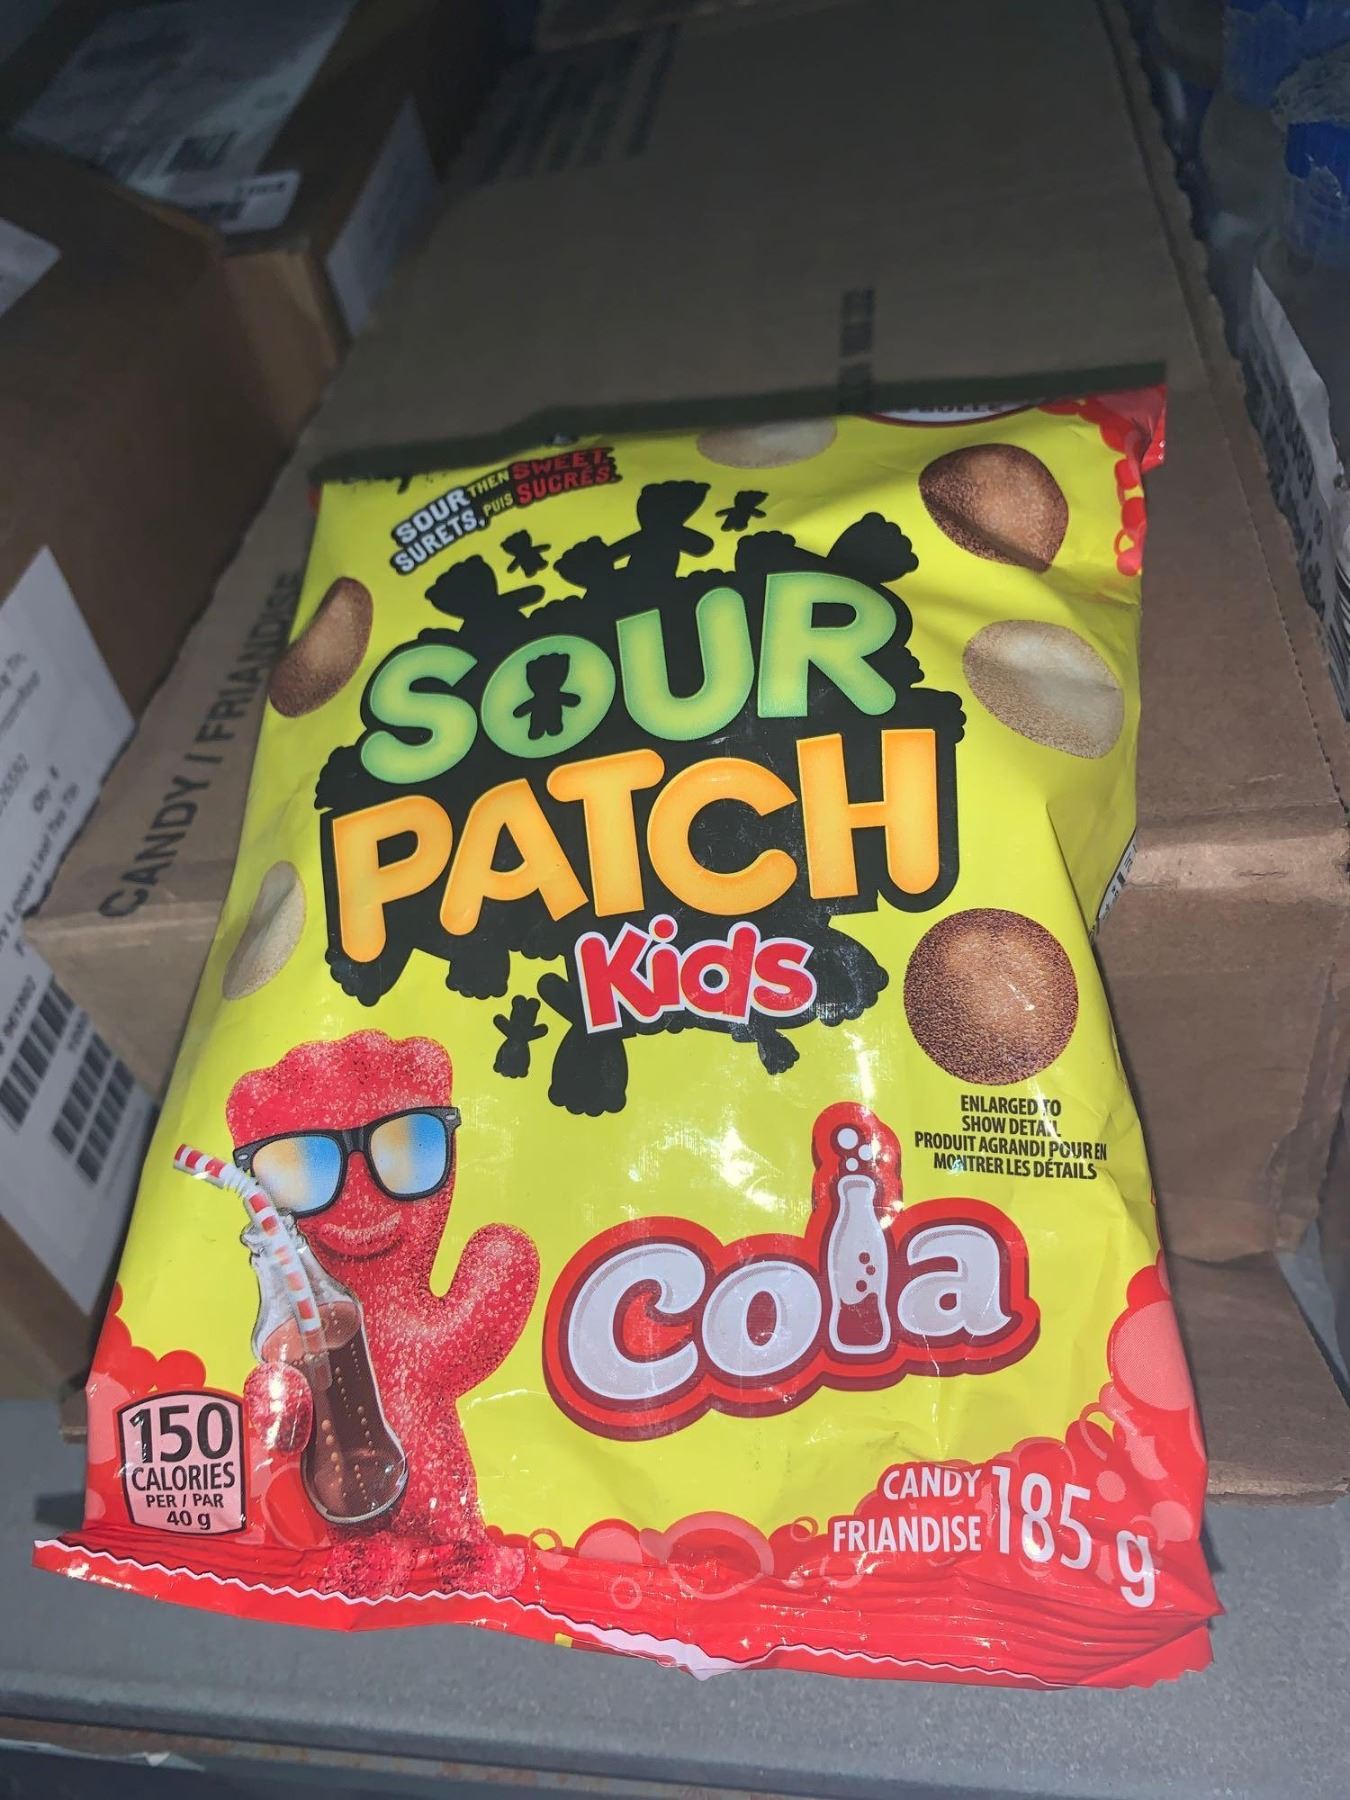 SOUR THEN SWEET
SURETS, PUIS SUCRÉS.
SOUR
PATCH
Kids
CANDY / FRIANDISE
ENLARGED TO
SHOW DETAIL
PRODUIT AGRANDI POUR EN
MONTRER LES DÉTAILS
Cola
150
CALORIES
PER / PAR
40 g
CANDY
FRIANDISE
185 g